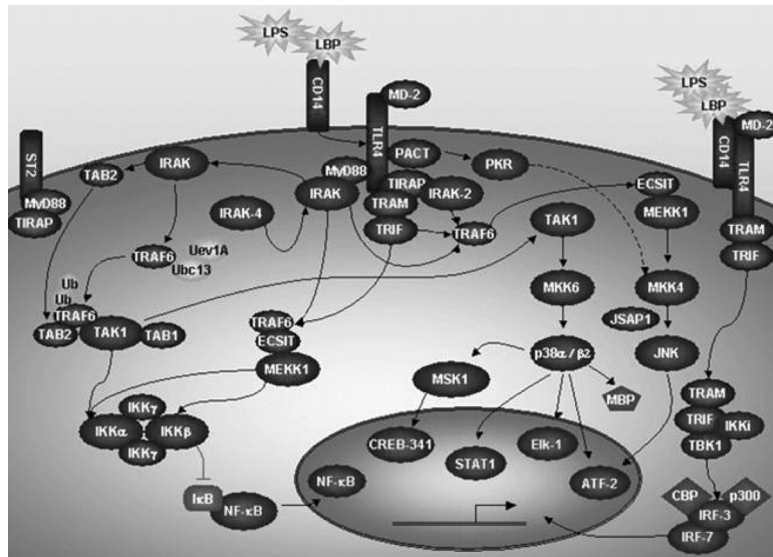 LPS
LBP
CD14
MD-2
TLR4
PACT
PKR
MyD88
TIRAP
IRAK
IRAK-2
TRAM
TRIF
TRAF6
IRAK-4
IRAK
TAB2
ST2
MyD88
TIRAP
TRAF6
Uev1A
Ubc13
Ub
Ub
TRAF6
TAB2
TAK1
TAB1
TRAF6
ECSIT
MEKK1
IKKγ
IKKα
IKKβ
IKKγ
IκB
NF-κB
NF-κB
TAK1
MKK6
p38α/β2
MSK1
MBP
CREB-341
STAT1
Elk-1
ATF-2
ECSIT
MEKK1
MKK4
JSAP1
JNK
LPS
LBP
CD14
MD-2
TLR4
TRAM
TRIF
TRAM
TRIF
IKKi
TBK1
CBP
p300
IRF-3
IRF-7